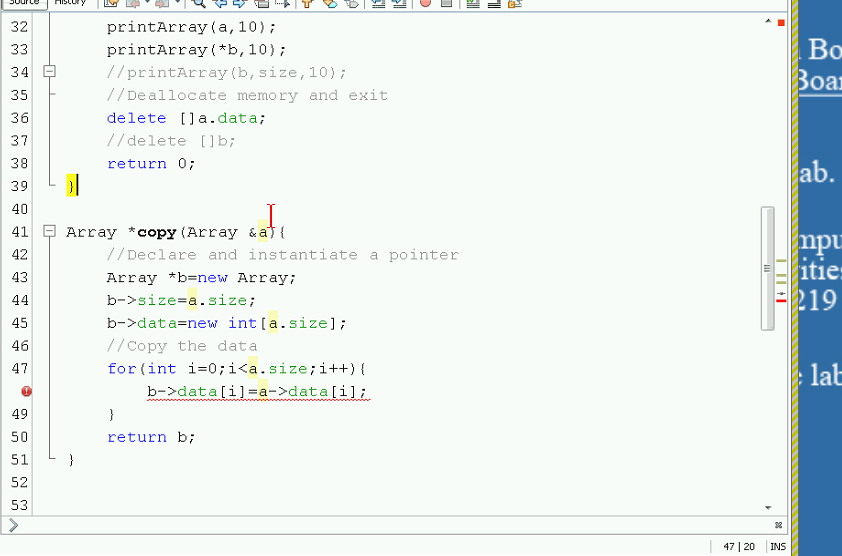 Source History
32 printArray(a,10);
33 printArray(*b,10);
34 //printArray(b,size,10);
35 //Deallocate memory and exit
36 delete []a.data;
37 //delete []b;
38 return 0;
39 }
40
41 Array *copy(Array &a){
42 //Declare and instantiate a pointer
43 Array *b=new Array;
44 b->size=a.size;
45 b->data=new int[a.size];
46 //Copy the data
47 for(int i=0;i<a.size;i++){
b->data[i]=a->data[i];
49 }
50 return b;
51 }
52
53
47 | 20 INS
Bo
Boar
ab.
mpu
ities
219
lab